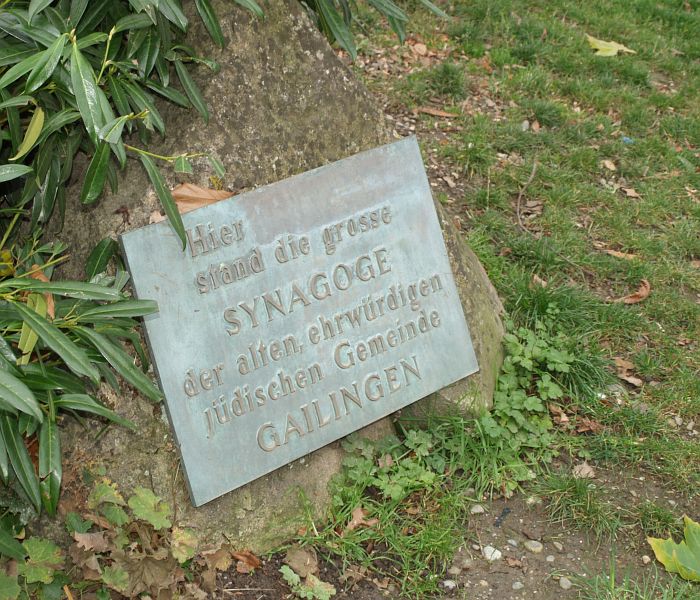 Hier
stand die grosse
SYNAGOGE
der alten, ehrwürdigen
Jüdischen Gemeinde
GAILINGEN